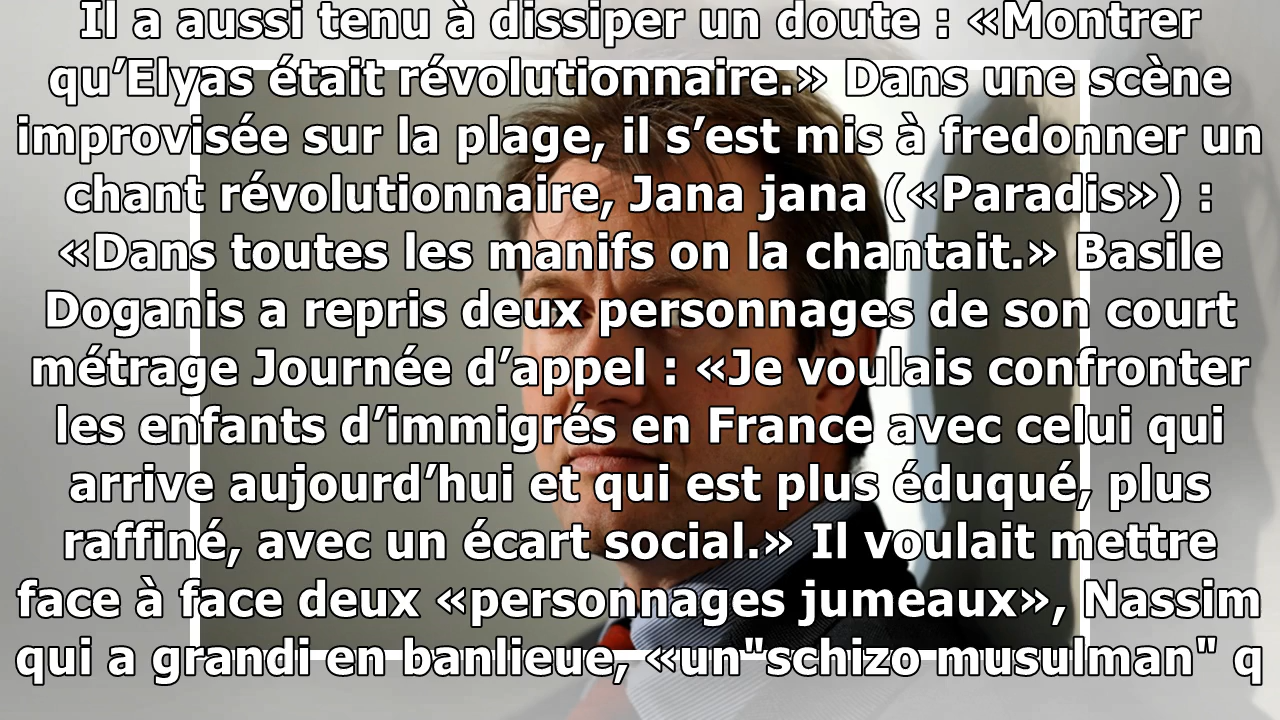 Il a aussi tenu à dissiper un doute : «Montrer
qu’Elyas était révolutionnaire.» Dans une scène
improvisée sur la plage, il s’est mis à fredonner un
chant révolutionnaire, Jana jana («Paradis») :
«Dans toutes les manifs on la chantait.» Basile
Doganis a repris deux personnages de son court
métrage Journée d’appel : «Je voulais confronter
les enfants d’immigrés en France avec celui qui
arrive aujourd’hui et qui est plus éduqué, plus
raffiné, avec un écart social.» Il voulait mettre
face à face deux «personnages jumeaux», Nassim
qui a grandi en banlieue, «un"schizo musulman" q